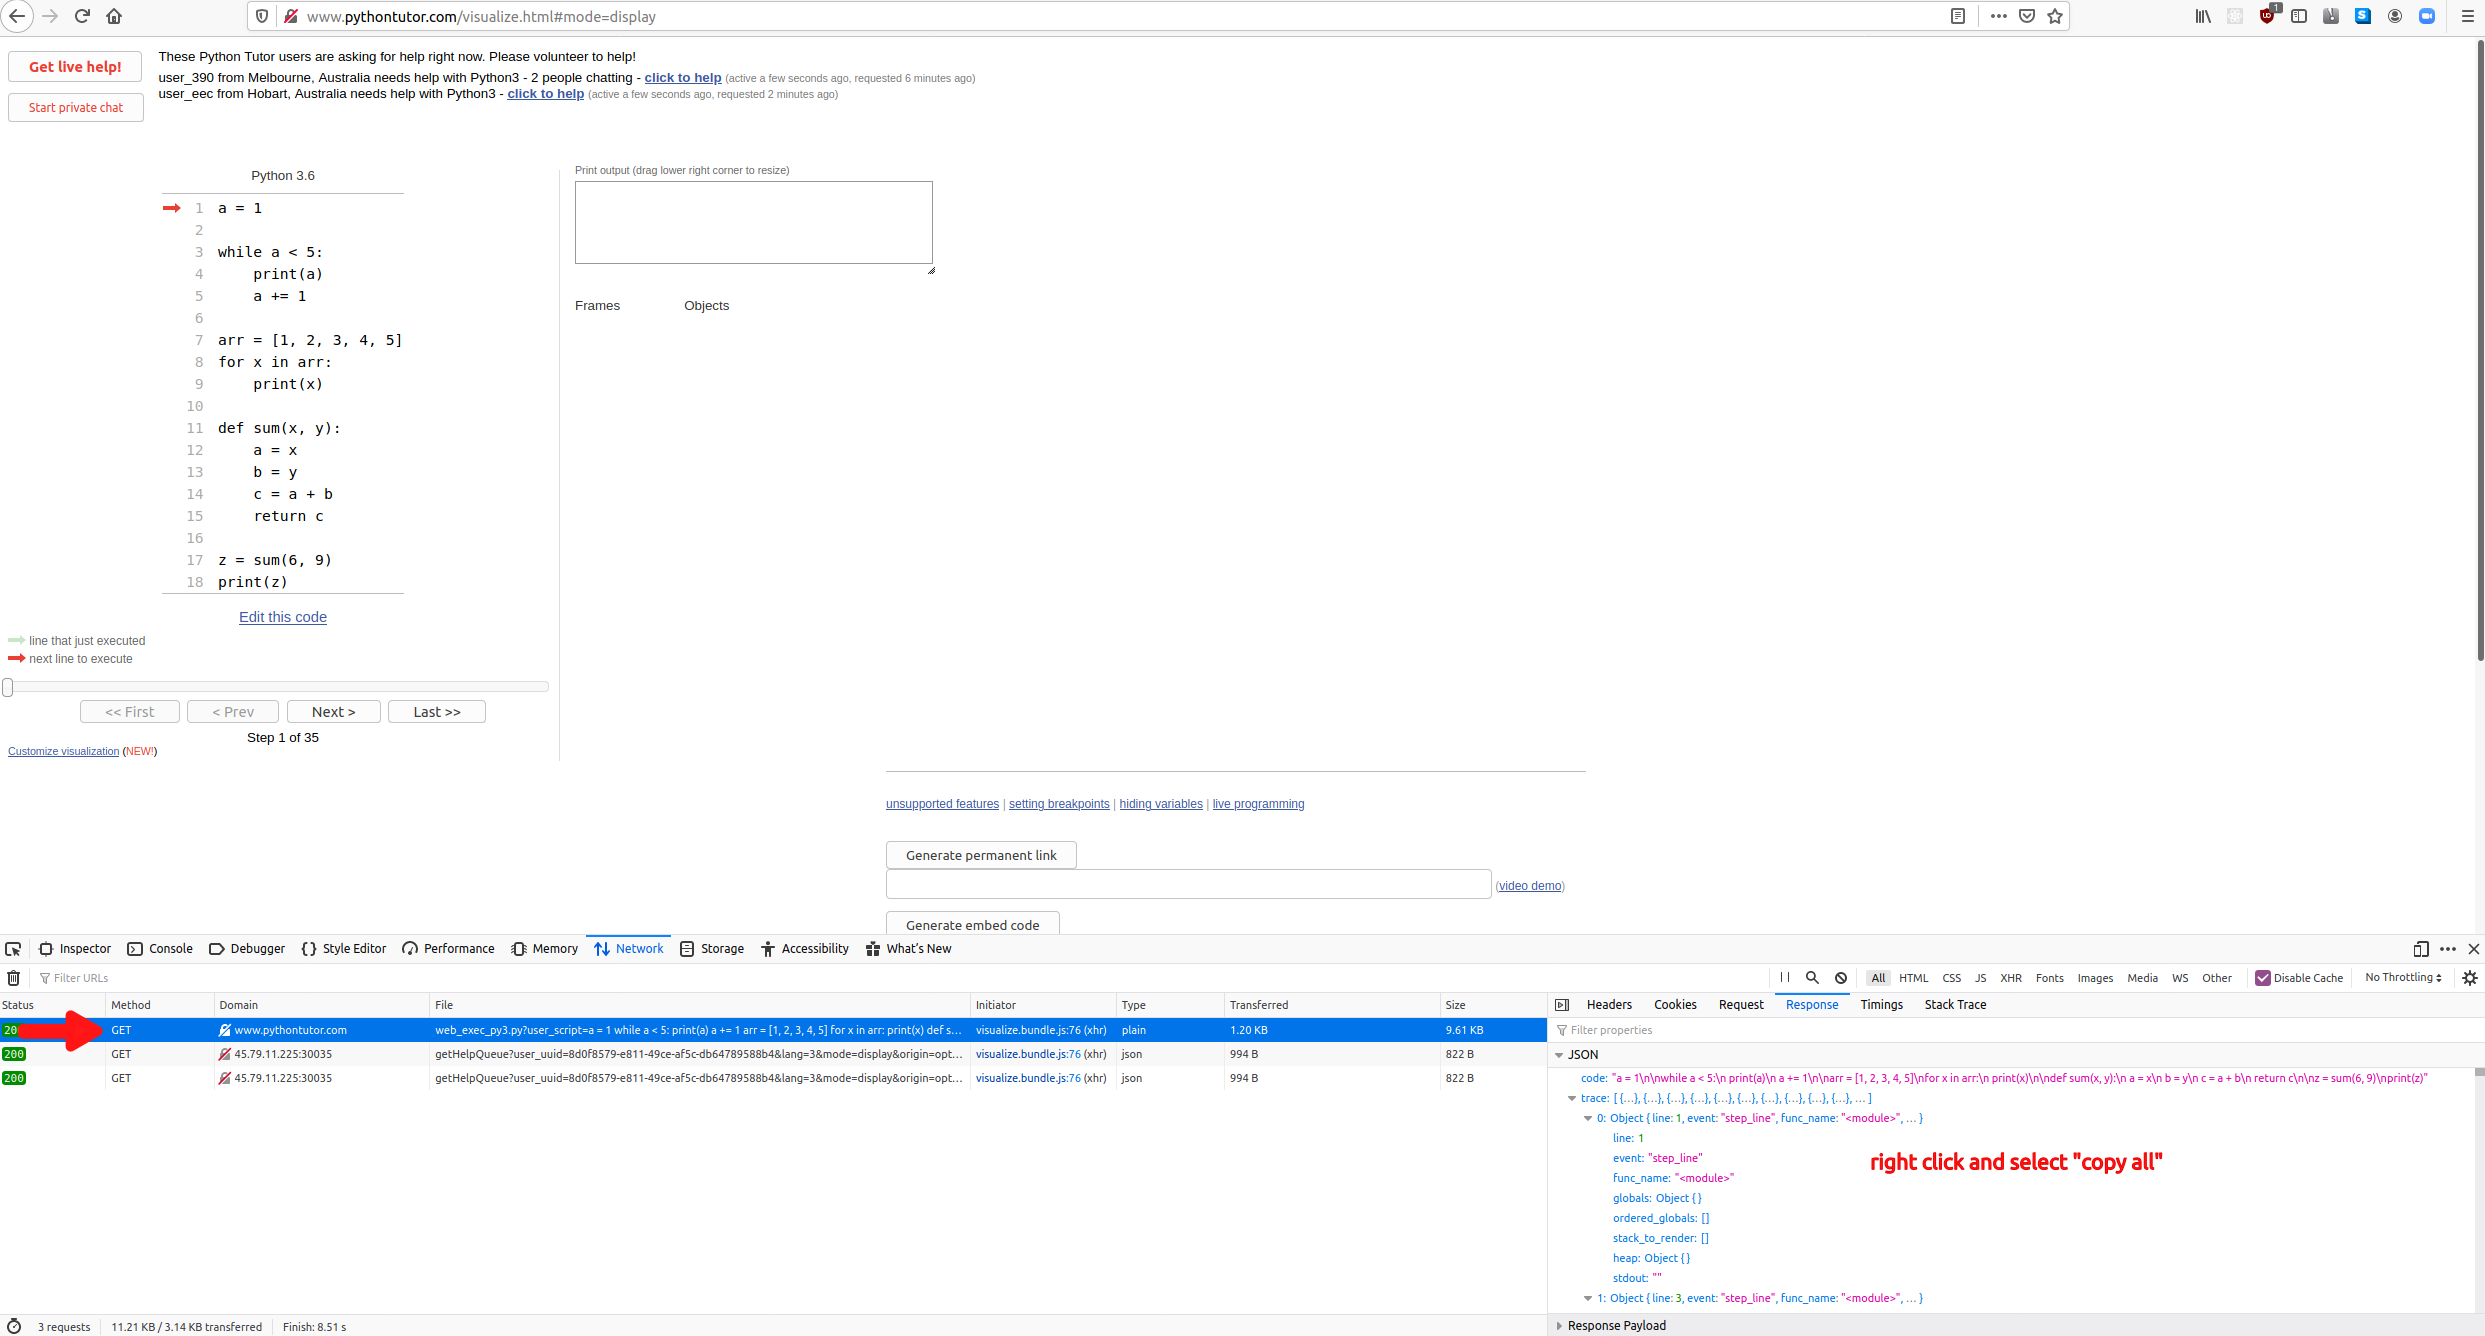 www.pythontutor.com/visualize.html#mode=display
1
Get live help!
Start private chat
These Python Tutor users are asking for help right now. Please volunteer to help!
user_390 from Melbourne, Australia needs help with Python3 - 2 people chatting - click to help (active a few seconds ago, requested 6 minutes ago)
user_eec from Hobart, Australia needs help with Python3 - click to help (active a few seconds ago, requested 2 minutes ago)
Python 3.6
1 a = 1
2
3 while a < 5:
4     print(a)
5     a += 1
6
7 arr = [1, 2, 3, 4, 5]
8 for x in arr:
9     print(x)
10
11 def sum(x, y):
12     a = x
13     b = y
14     c = a + b
15     return c
16
17 z = sum(6, 9)
18 print(z)
Edit this code
line that just executed
next line to execute
<< First < Prev Next > Last >>
Step 1 of 35
Customize visualization (NEW!)
Print output (drag lower right corner to resize)
Frames Objects
unsupported features | setting breakpoints | hiding variables | live programming
Generate permanent link
(video demo)
Generate embed code
Inspector Console Debugger Style Editor Performance Memory Network Storage Accessibility What's New
Filter URLs
All HTML CSS JS XHR Fonts Images Media WS Other Disable Cache No Throttling
Status Method Domain File Initiator Type Transferred Size
20 GET www.pythontutor.com web_exec_py3.py?user_script=a = 1 while a < 5: print(a) a += 1 arr = [1, 2, 3, 4, 5] for x in arr: print(x) def s… visualize.bundle.js:76 (xhr) plain 1.20 KB 9.61 KB
200 GET 45.79.11.225:30035 getHelpQueue?user_uuid=8d0f8579-e811-49ce-af5c-db64789588b4&lang=3&mode=display&origin=opt… visualize.bundle.js:76 (xhr) json 994 B 822 B
200 GET 45.79.11.225:30035 getHelpQueue?user_uuid=8d0f8579-e811-49ce-af5c-db64789588b4&lang=3&mode=display&origin=opt… visualize.bundle.js:76 (xhr) json 994 B 822 B
3 requests 11.21 KB / 3.14 KB transferred Finish: 8.51 s
Headers Cookies Request Response Timings Stack Trace
Filter properties
JSON
code: "a = 1\n\nwhile a < 5:\n print(a)\n a += 1\n\narr = [1, 2, 3, 4, 5]\nfor x in arr:\n print(x)\n\ndef sum(x, y):\n a = x\n b = y\n c = a + b\n return c\n\nz = sum(6, 9)\nprint(z)"
trace: [ {…}, {…}, {…}, {…}, {…}, {…}, {…}, {…}, {…}, {…}, … ]
0: Object { line: 1, event: "step_line", func_name: "<module>", … }
line: 1
event: "step_line"
func_name: "<module>"
globals: Object { }
ordered_globals: []
stack_to_render: []
heap: Object { }
stdout: ""
1: Object { line: 3, event: "step_line", func_name: "<module>", … }
right click and select "copy all"
Response Payload